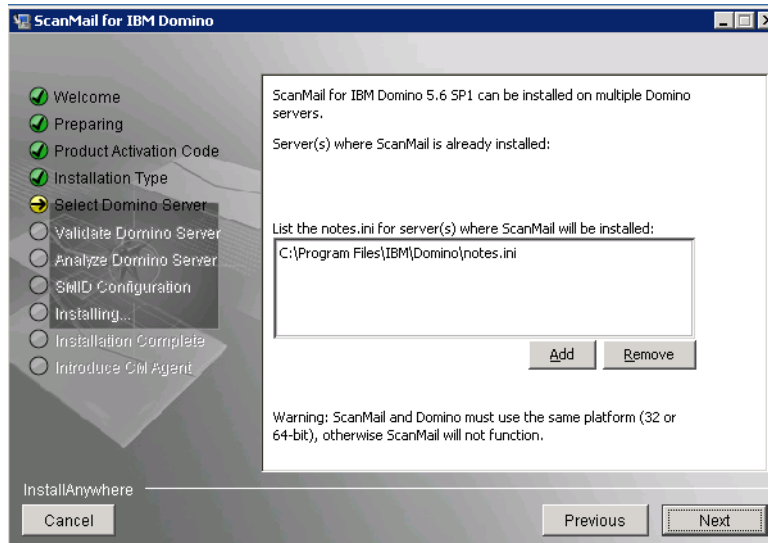 ScanMail for IBM Domino
Welcome
Preparing
Product Activation Code
Installation Type
Select Domino Server
Validate Domino Server
Analyze Domino Server
SMID Configuration
Installing...
Installation Complete
Introduce CM Agent
ScanMail for IBM Domino 5.6 SP1 can be installed on multiple Domino
servers.
Server(s) where ScanMail is already installed:
List the notes.ini for server(s) where ScanMail will be installed:
C:\Program Files\IBM\Domino\notes.ini
Add
Remove
Warning: ScanMail and Domino must use the same platform (32 or
64-bit), otherwise ScanMail will not function.
InstallAnywhere
Cancel
Previous
Next